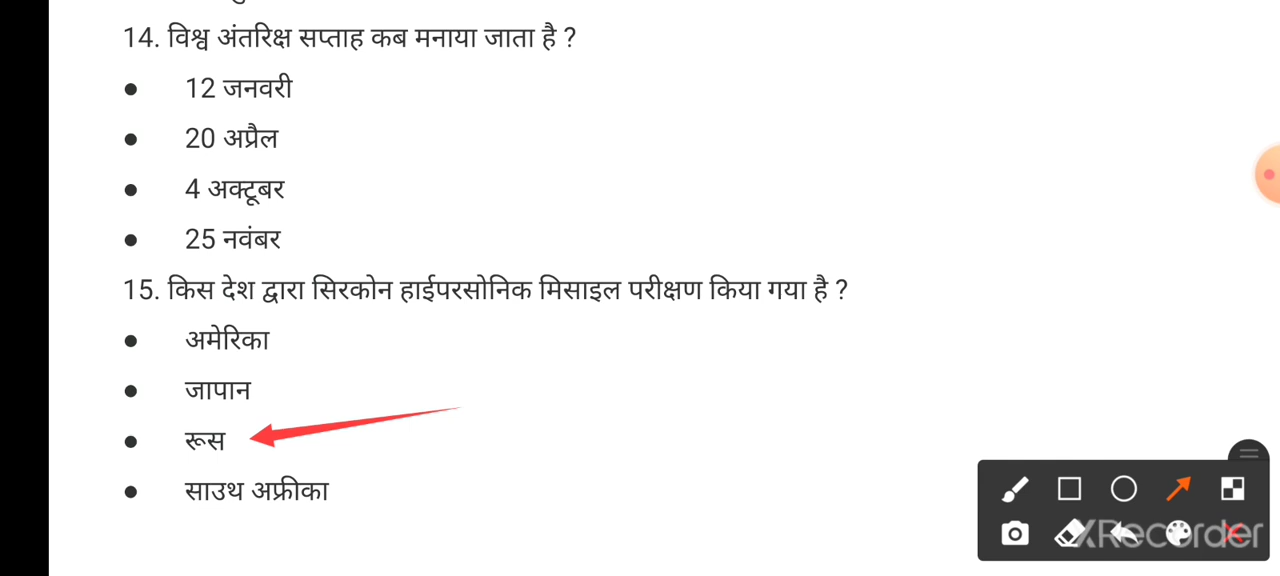 14. विश्व अंतरिक्ष सप्ताह कब मनाया जाता है ?
● 12 जनवरी
● 20 अप्रैल
● 4 अक्टूबर
● 25 नवंबर
15. किस देश द्वारा सिरकोन हाईपरसोनिक मिसाइल परीक्षण किया गया है ?
● अमेरिका
● जापान
● रूस
● साउथ अफ्रीका
XRecorder